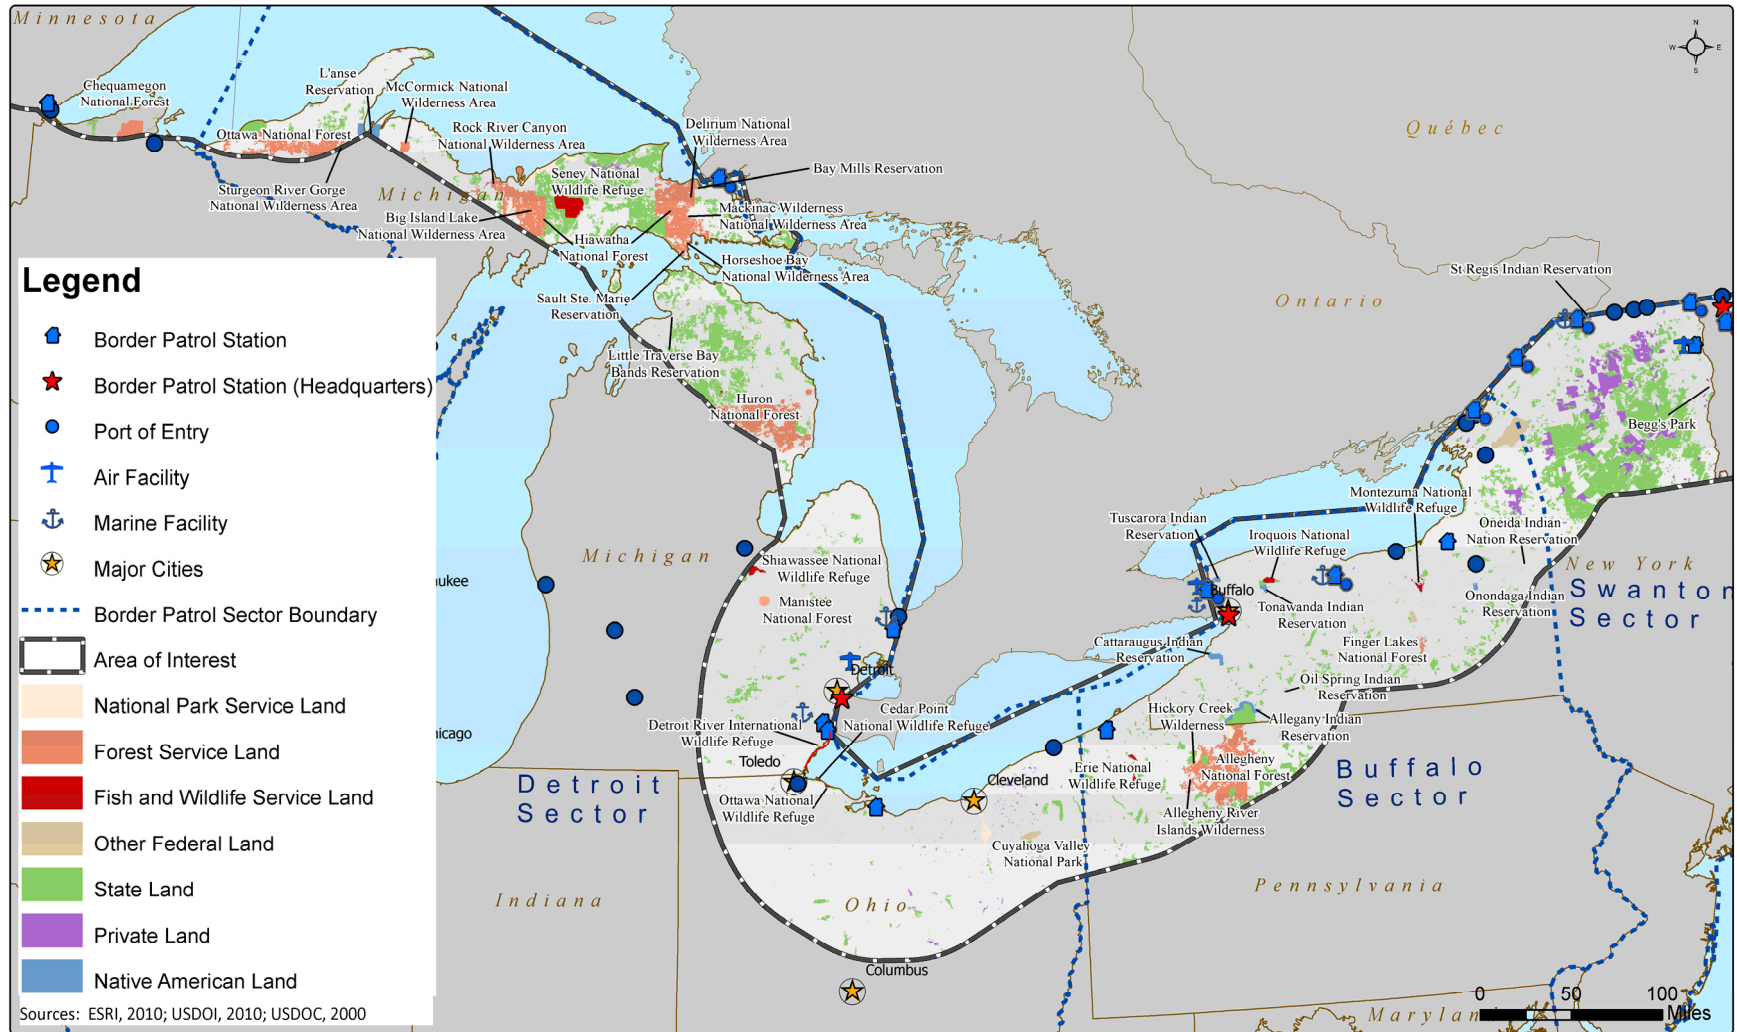 Minnesota
N
W
E
S
Chequamegon
National Forest
L'anse
Reservation
McCormick National
Wilderness Area
Rock River Canyon
National Wilderness Area
Delirium National
Wilderness Area
Québec
Ottawa National Forest
Seney National
Wildlife Refuge
Bay Mills Reservation
Sturgeon River Gorge
National Wilderness Area
Michigan
Big Island Lake
National Wilderness Area
Mackinac Wilderness
National Wilderness Area
Hiawatha
National Forest
Horseshoe Bay
National Wilderness Area
St Regis Indian Reservation
Sault Ste. Marie
Reservation
Ontario
Little Traverse Bay
Bands Reservation
Huron
National Forest
Begg's Park
Legend
Border Patrol Station
Border Patrol Station (Headquarters)
Port of Entry
Air Facility
Marine Facility
Major Cities
Border Patrol Sector Boundary
Area of Interest
National Park Service Land
Forest Service Land
Fish and Wildlife Service Land
Other Federal Land
State Land
Private Land
Native American Land
Sources: ESRI, 2010; USDOI, 2010; USDOC, 2000
Michigan
Shiawassee National
Wildlife Refuge
Manistee
National Forest
Montezuma National
Wildlife Refuge
Tuscarora Indian
Reservation
Iroquois National
Wildlife Refuge
Oneida Indian
Nation Reservation
New York
Swanton
Sector
ukee
Buffalo
Tonawanda Indian
Reservation
Onondaga Indian
Reservation
Cattaraugus Indian
Reservation
Finger Lakes
National Forest
Detroit
Oil Spring Indian
Reservation
hicago
Detroit River International
Wildlife Refuge
Cedar Point
National Wildlife Refuge
Hickory Creek
Wilderness
Allegany Indian
Reservation
Toledo
Detroit
Sector
Ottawa National
Wildlife Refuge
Cleveland
Erie National
Wildlife Refuge
Allegheny
National Forest
Buffalo
Sector
Allegheny River
Islands Wilderness
Cuyahoga Valley
National Park
Indiana
Ohio
Pennsylvania
Columbus
0 50 100
Miles
Marylan